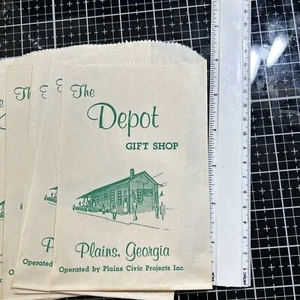 The
Depot
GIFT SHOP
Plains, Georgia
Operated by Plains Civic Projects Inc.